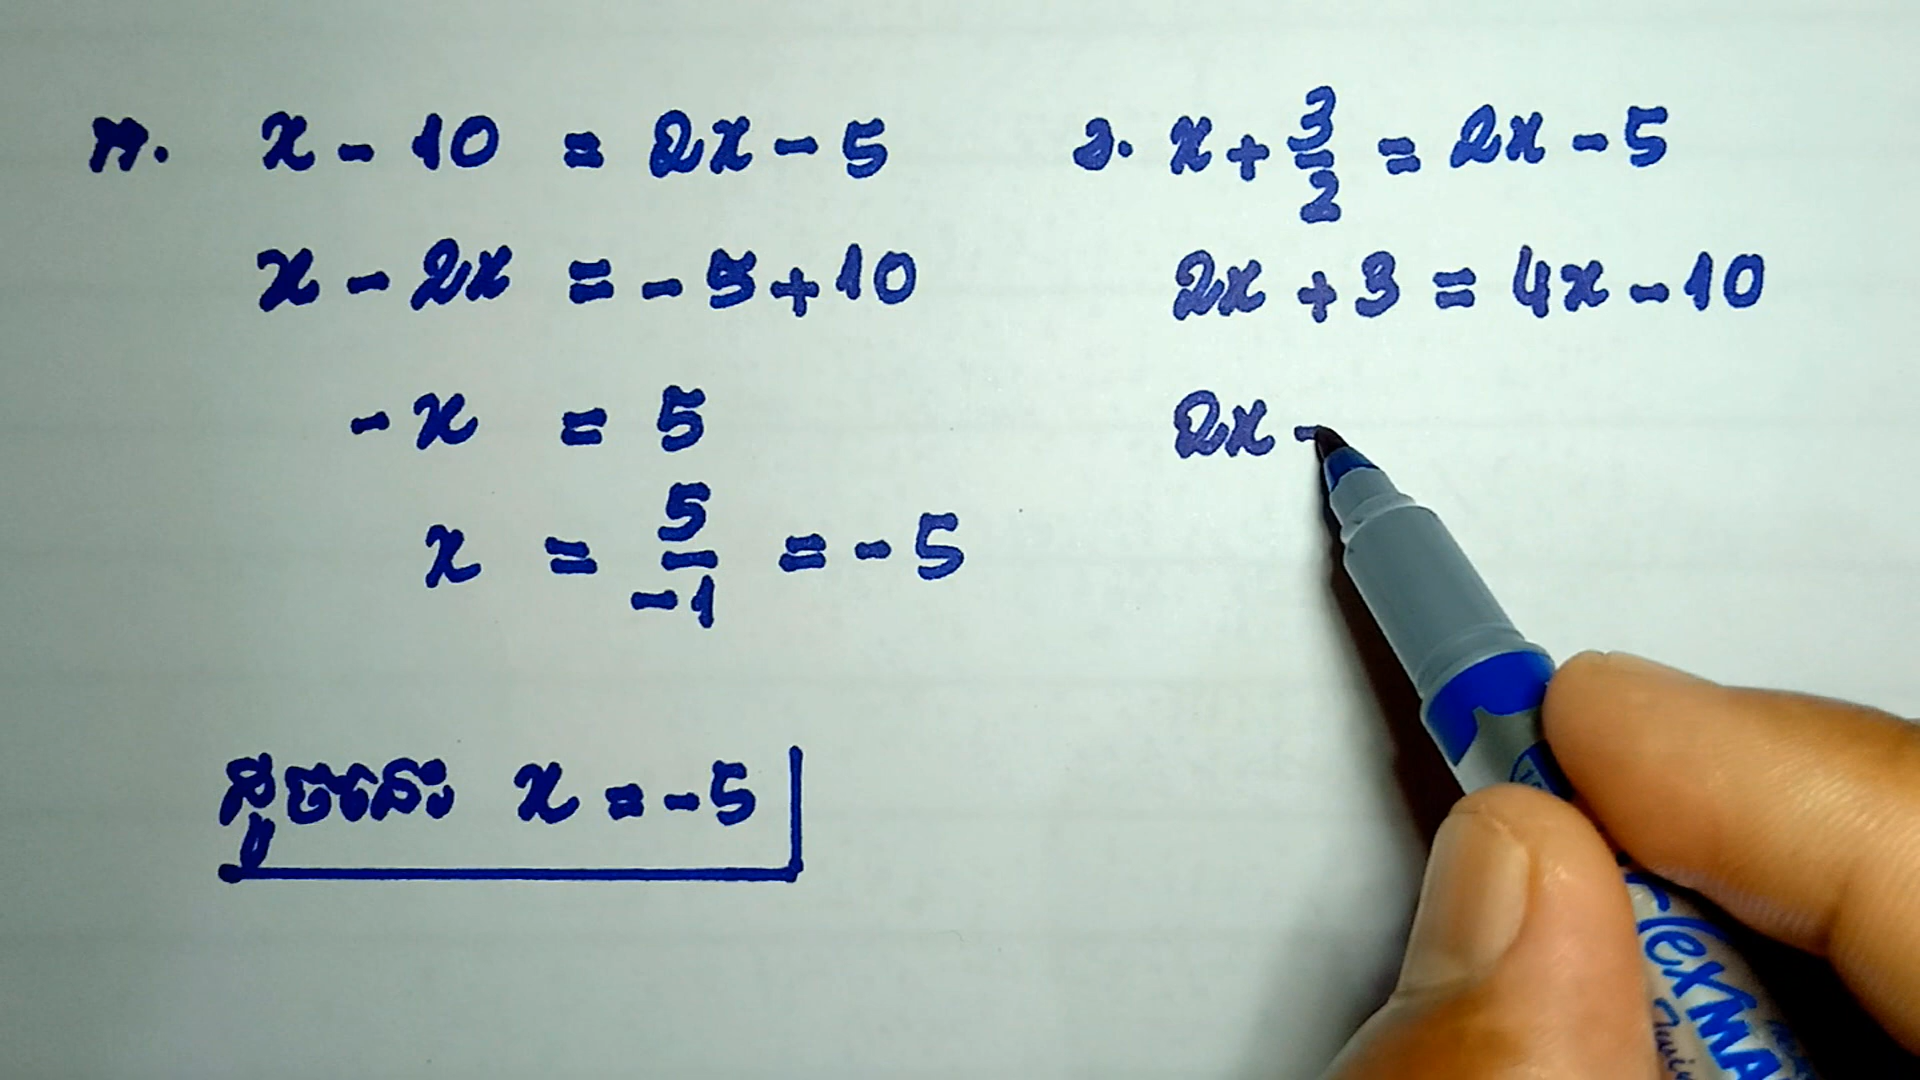 ក. x - 10 = 2x - 5
x - 2x = - 5 + 10
- x = 5
x = 5/-1 = - 5
ដូចនេះ x = - 5
ខ. x + 3/2 = 2x - 5
2x + 3 = 4x - 10
2x -